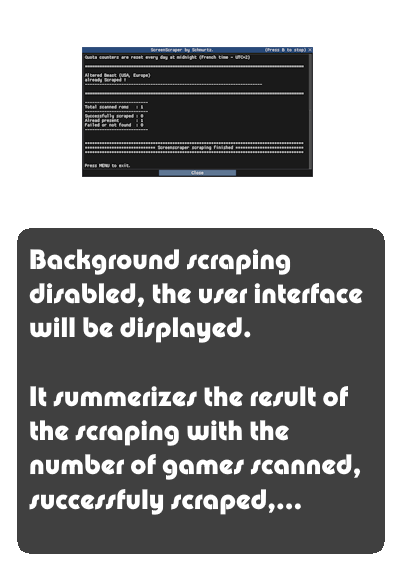 ScreenScraper by Schmurtz. (Press B to stop) x
Quota counters are reset every day at midnight (French time - UTC+2)
Altered Beast (USA, Europe)
already Scraped !
Total scanned roms : 1
Successfully scraped : 0
Alread present : 1
Failed or not found : 0
Screenscraper scraping finished
Press MENU to exit.
Close
Background scraping
disabled, the user interface
will be displayed.
It summerizes the result of
the scraping with the
number of games scanned,
successfuly scraped,...